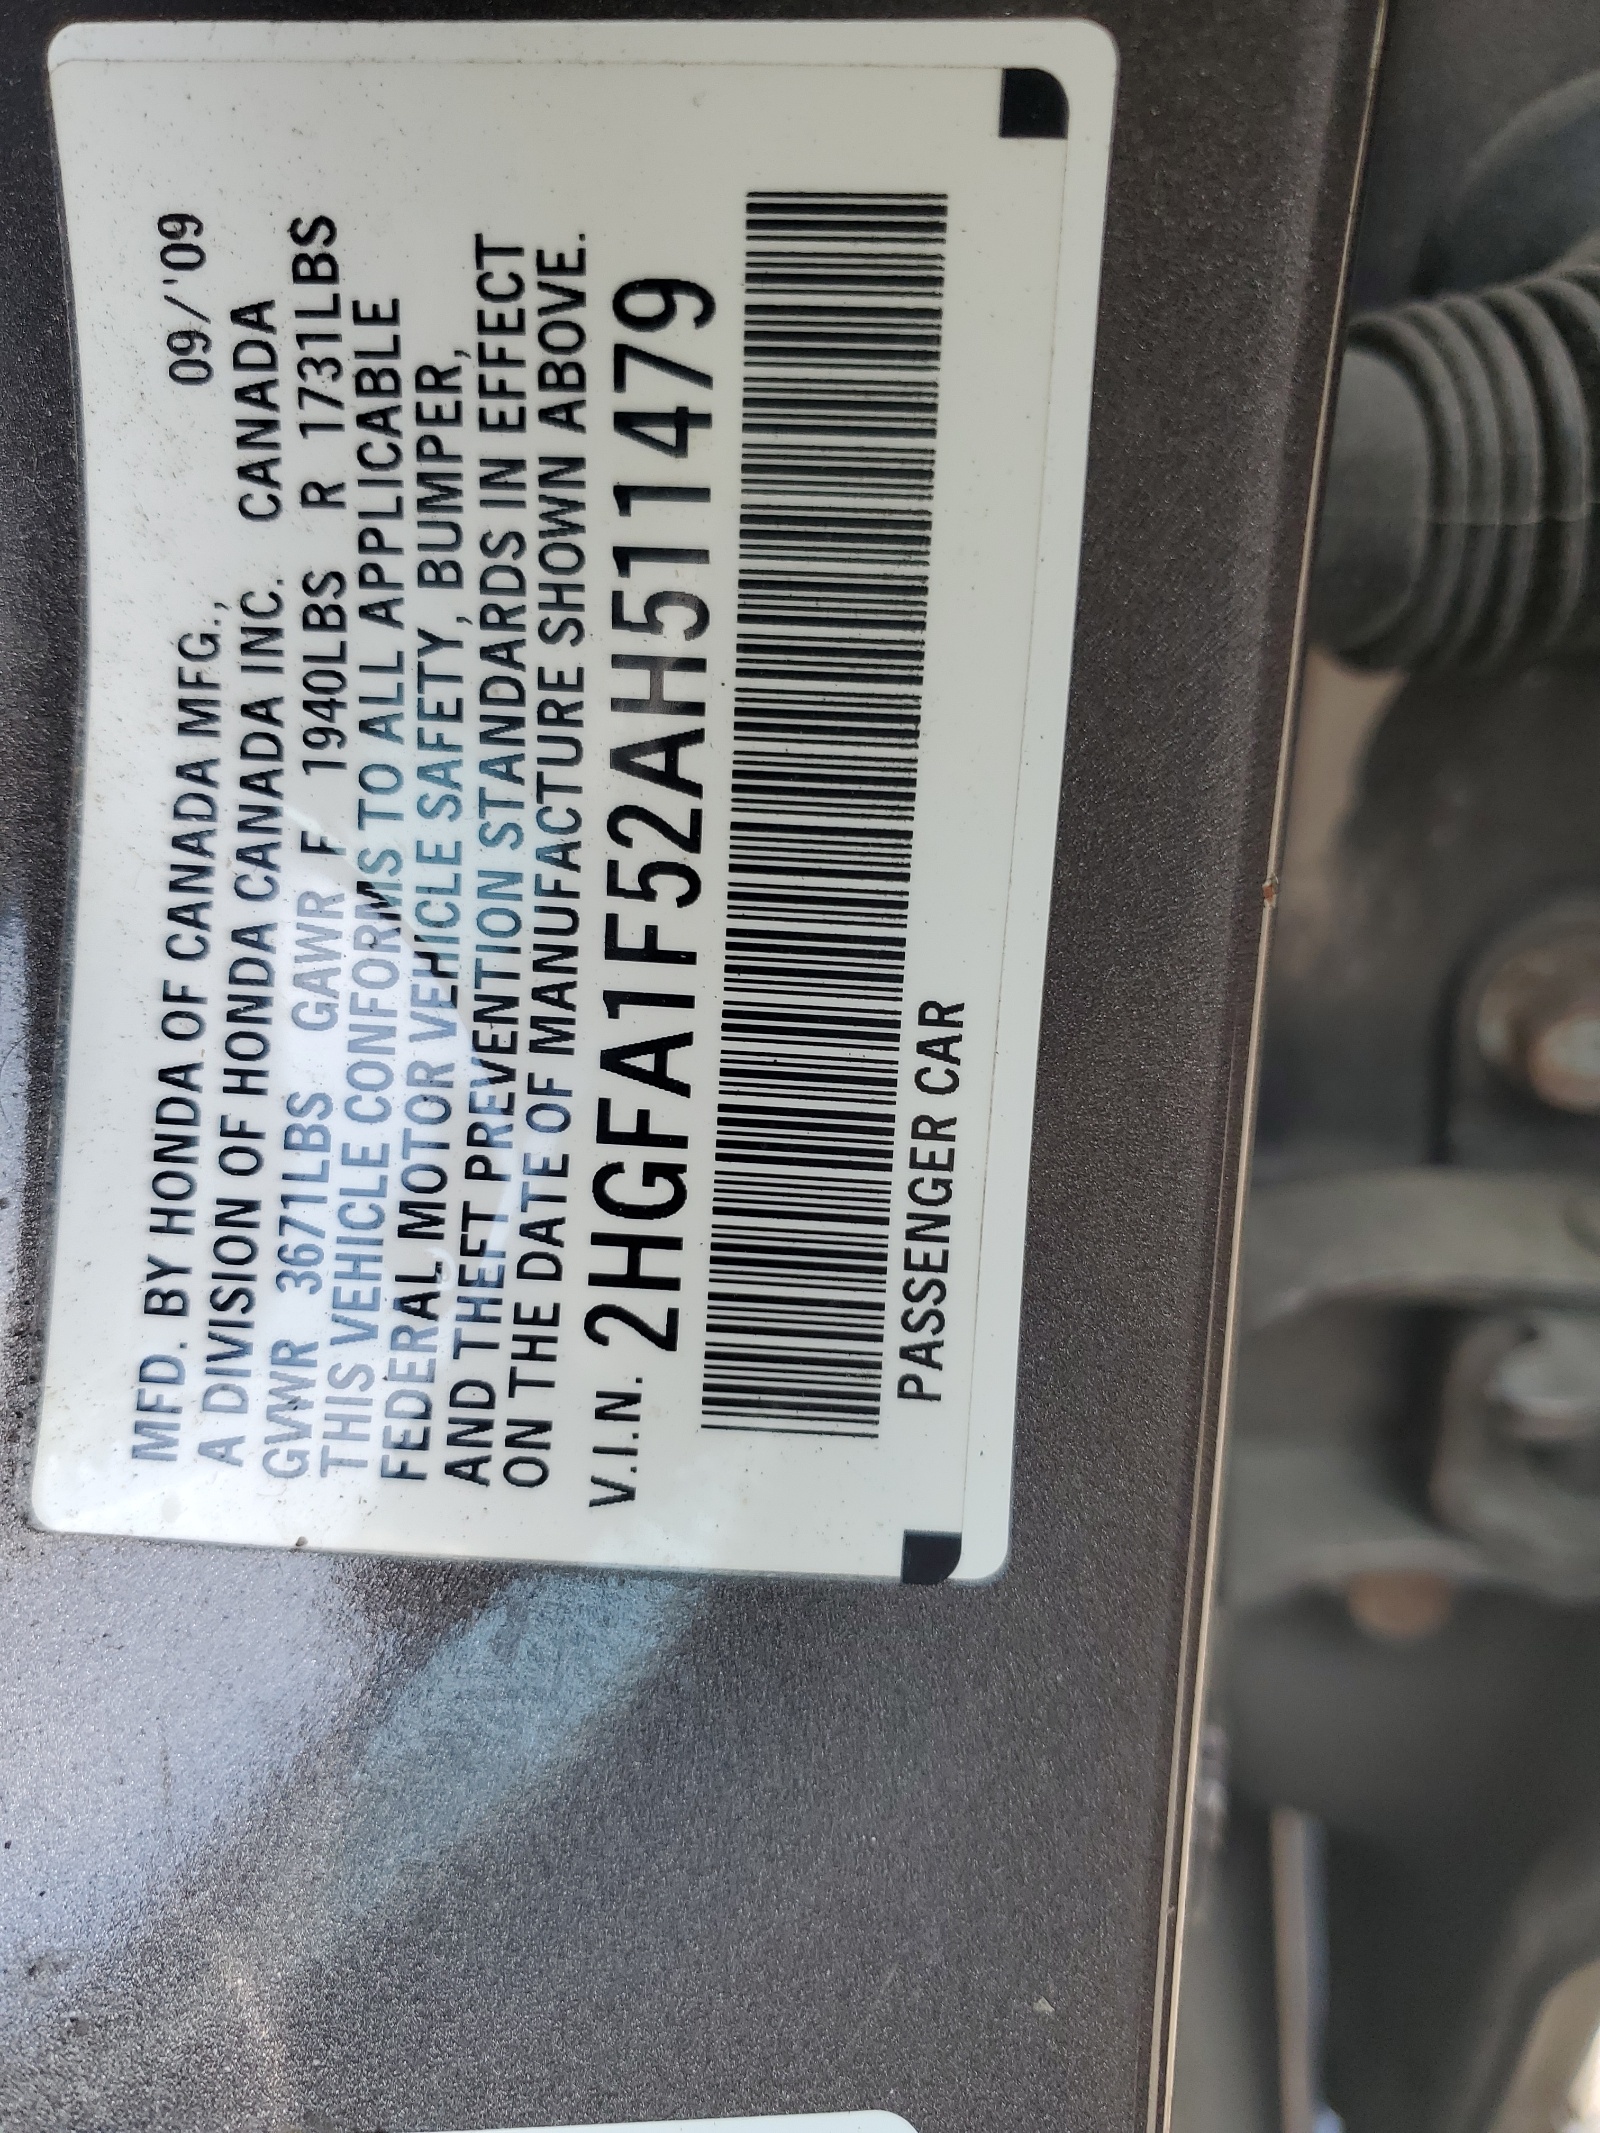 09/'09
MFD. BY HONDA OF CANADA MFG.,
A DIVISION OF HONDA CANADA INC. CANADA
GVWR 3671LBS GAWR F 1940LBS R 1731LBS
THIS VEHICLE CONFORMS TO ALL APPLICABLE
FEDERAL MOTOR VEHICLE SAFETY, BUMPER,
AND THEFT PREVENTION STANDARDS IN EFFECT
ON THE DATE OF MANUFACTURE SHOWN ABOVE.
V.I.N. 2HGFA1F52AH511479
PASSENGER CAR